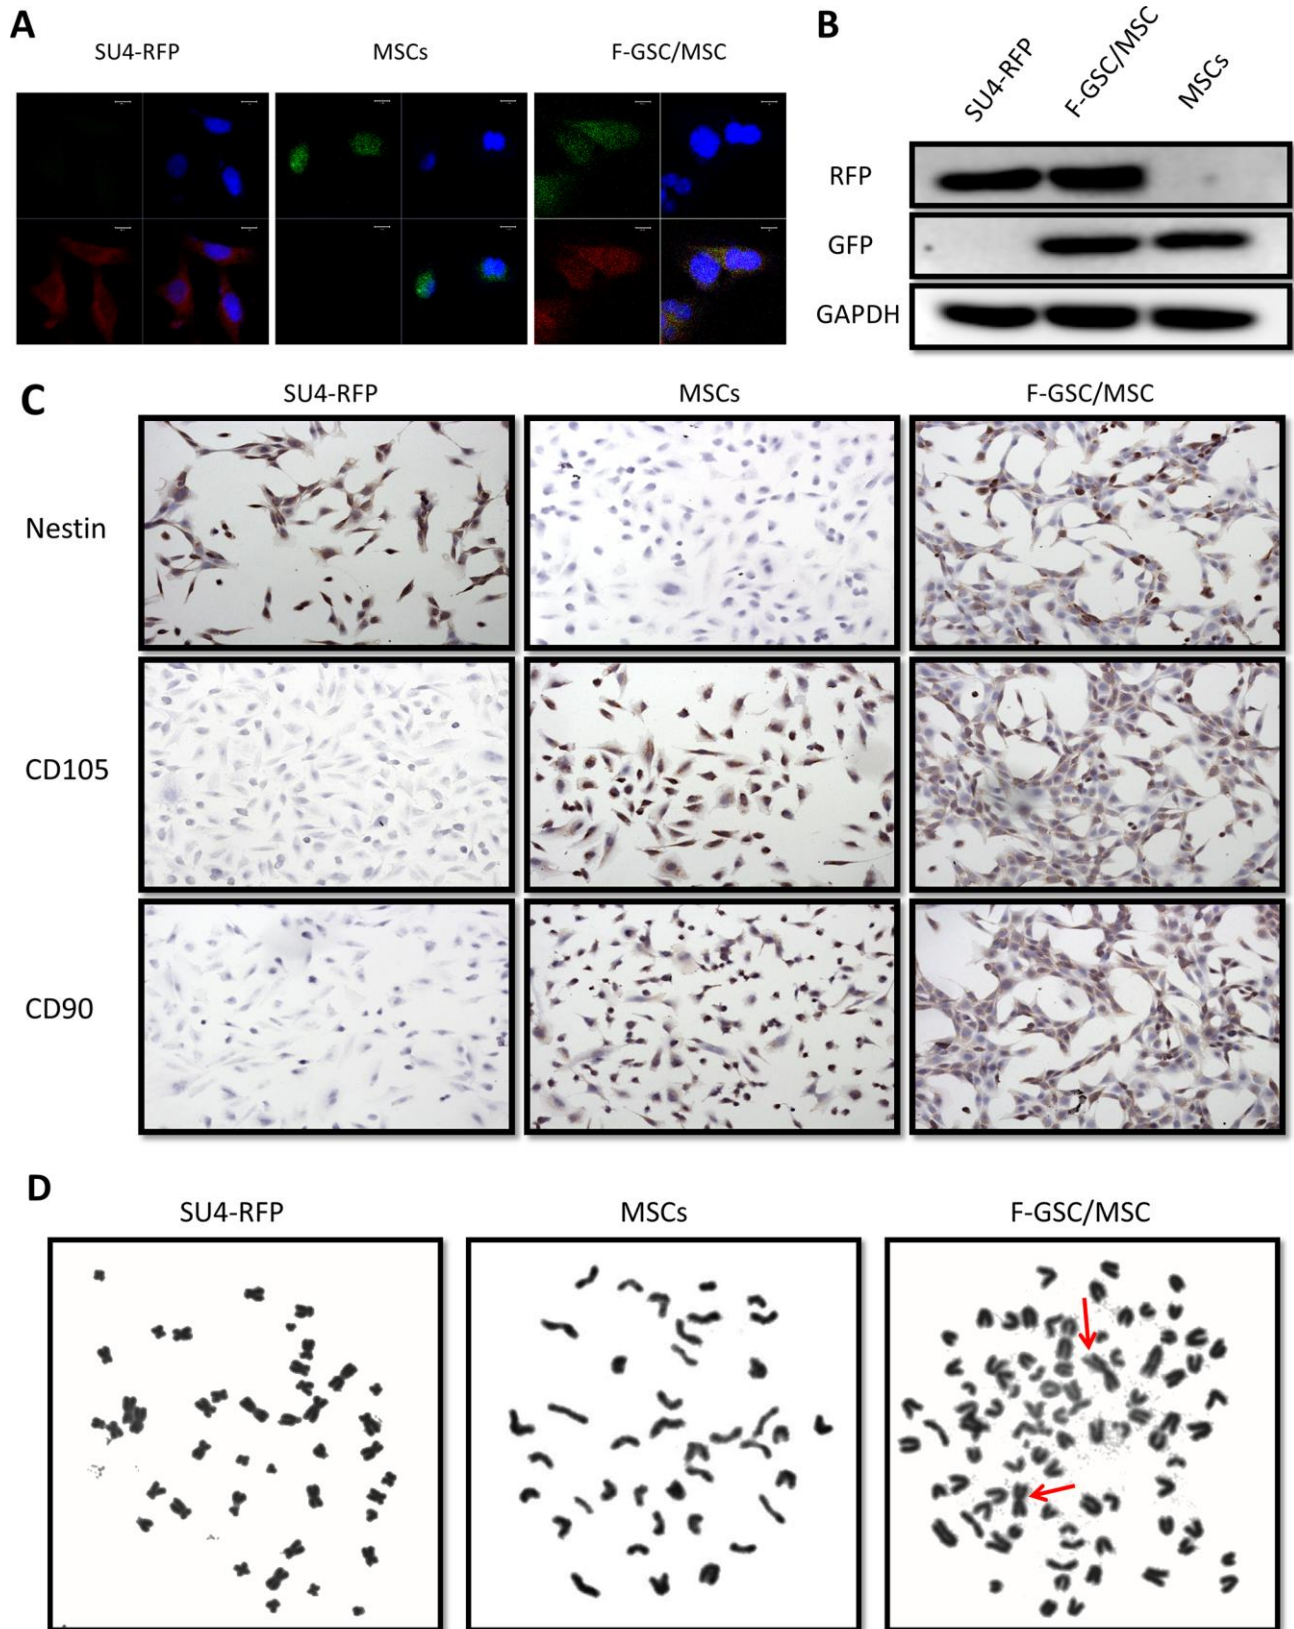 A
SU4-RFP MSCs F-GSC/MSC
B
SU4-RFP F-GSC/MSC MSCs
RFP
GFP
GAPDH
C
SU4-RFP MSCs F-GSC/MSC
Nestin
CD105
CD90
D
SU4-RFP MSCs F-GSC/MSC